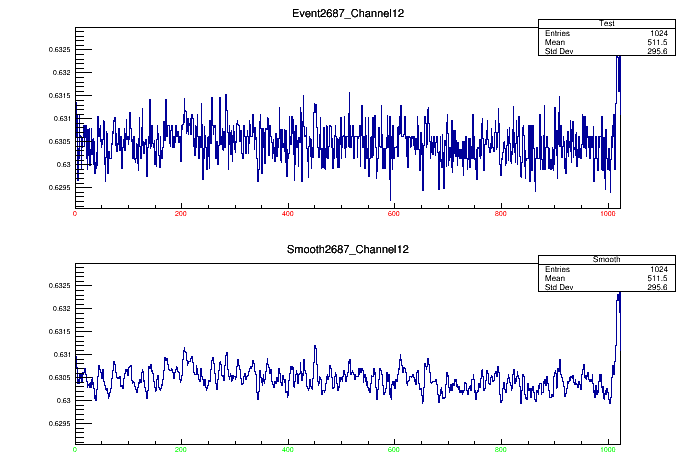 Event2687_Channel12
Test
Entries 1024
Mean 511.5
Std Dev 295.6
0.6325
0.632
0.6315
0.631
0.6305
0.63
0.6295
0 200 400 600 800 1000
Smooth2687_Channel12
Smooth
Entries 1024
Mean 511.5
Std Dev 295.6
0.6325
0.632
0.6315
0.631
0.6305
0.63
0.6295
0 200 400 600 800 1000